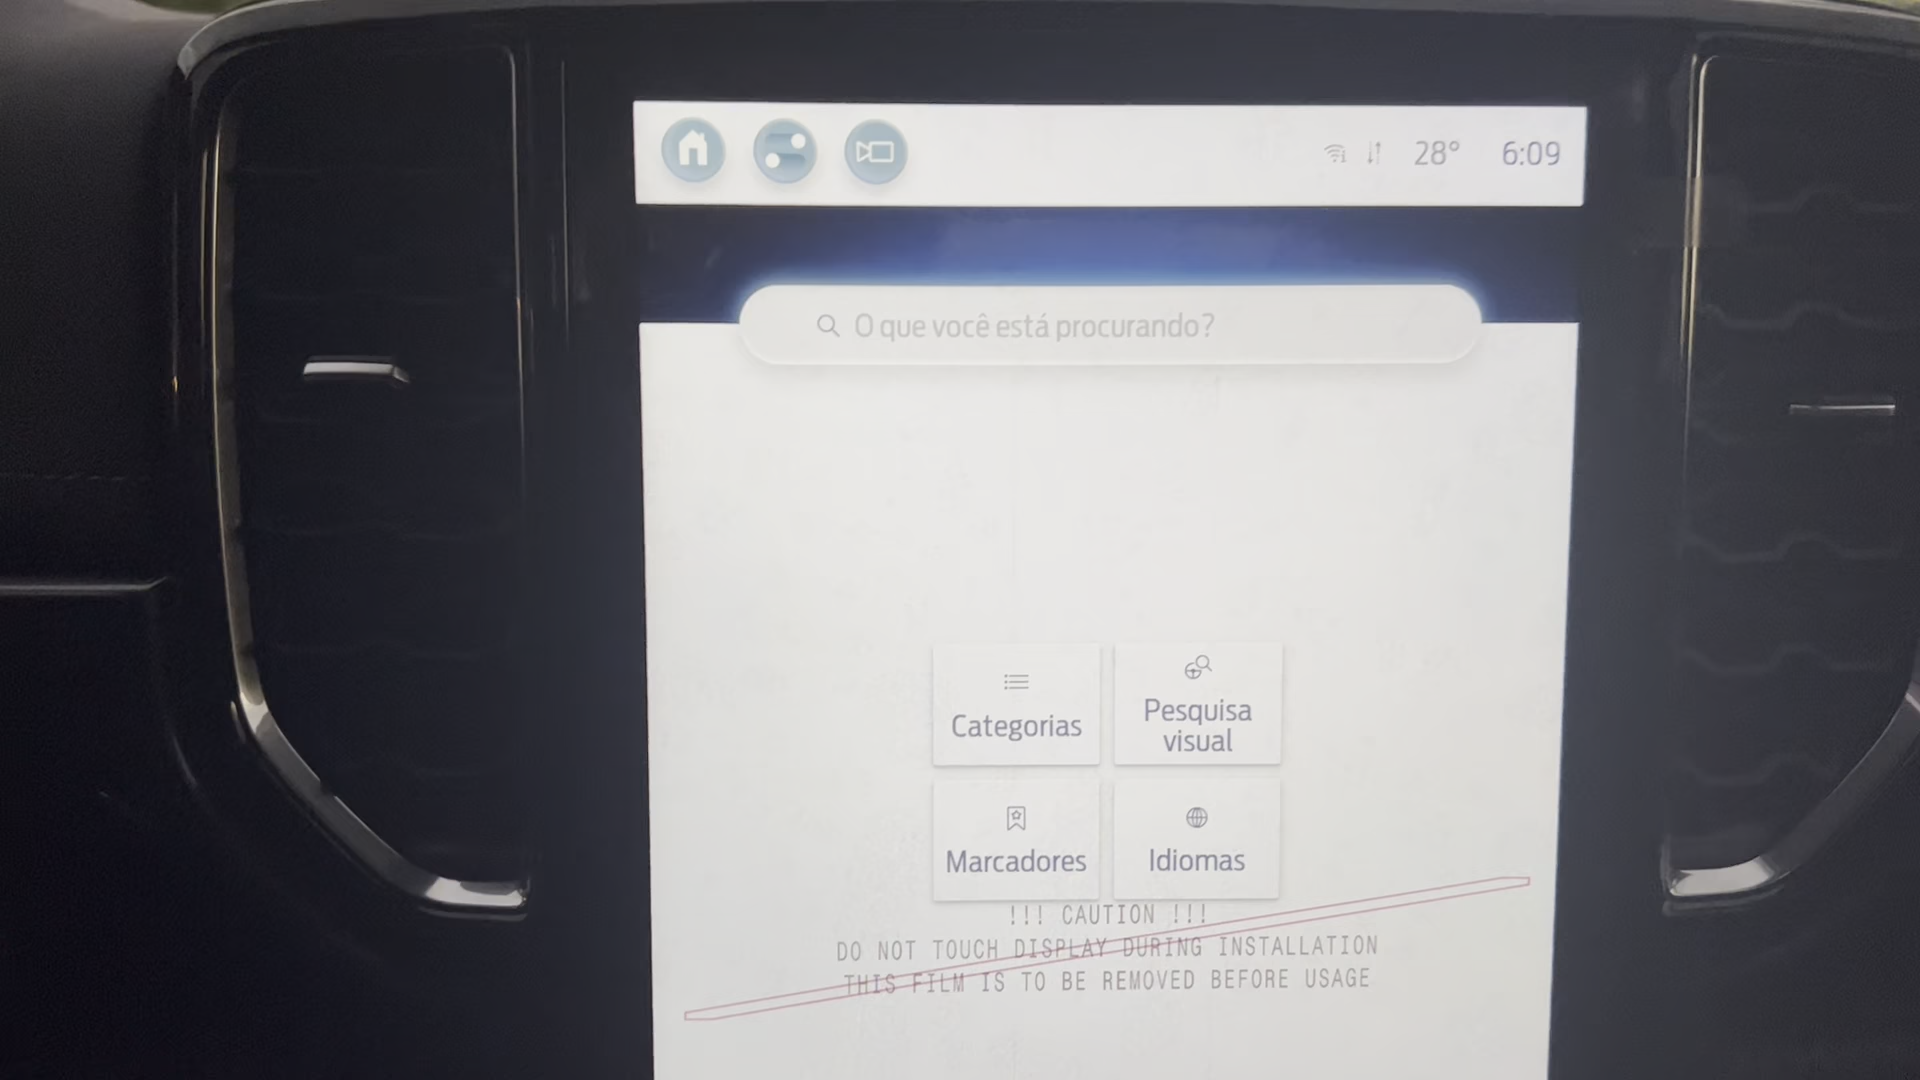 28° 6:09
O que você está procurando?
Categorias
Pesquisa
visual
Marcadores
Idiomas
!!! CAUTION !!!
DO NOT TOUCH DISPLAY DURING INSTALLATION
THIS FILM IS TO BE REMOVED BEFORE USAGE